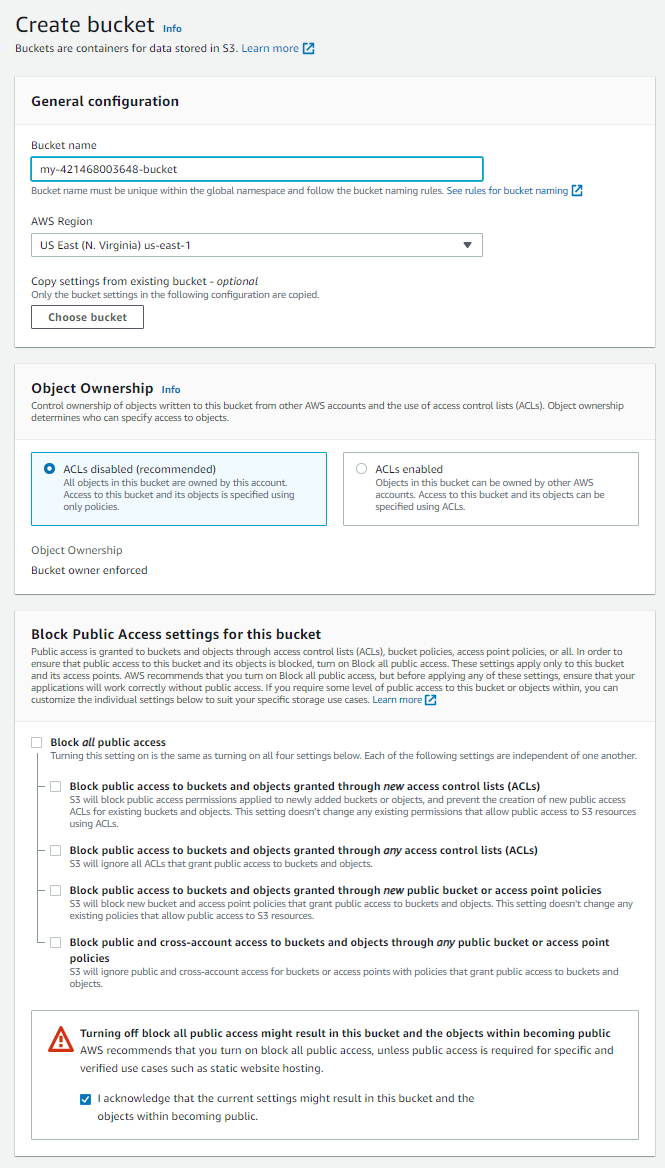 Create bucket Info
Buckets are containers for data stored in S3. Learn more
General configuration
Bucket name
my-421468003648-bucket
Bucket name must be unique within the global namespace and follow the bucket naming rules. See rules for bucket naming
AWS Region
US East (N. Virginia) us-east-1
Copy settings from existing bucket - optional
Only the bucket settings in the following configuration are copied.
Choose bucket
Object Ownership Info
Control ownership of objects written to this bucket from other AWS accounts and the use of access control lists (ACLs). Object ownership
determines who can specify access to objects.
ACLs disabled (recommended)
All objects in this bucket are owned by this account.
Access to this bucket and its objects is specified using
only policies.
ACLs enabled
Objects in this bucket can be owned by other AWS
accounts. Access to this bucket and its objects can be
specified using ACLs.
Object Ownership
Bucket owner enforced
Block Public Access settings for this bucket
Public access is granted to buckets and objects through access control lists (ACLs), bucket policies, access point policies, or all. In order to
ensure that public access to this bucket and its objects is blocked, turn on Block all public access. These settings apply only to this bucket
and its access points. AWS recommends that you turn on Block all public access, but before applying any of these settings, ensure that your
applications will work correctly without public access. If you require some level of public access to this bucket or objects within, you can
customize the individual settings below to suit your specific storage use cases. Learn more
Block all public access
Turning this setting on is the same as turning on all four settings below. Each of the following settings are independent of one another.
Block public access to buckets and objects granted through new access control lists (ACLs)
S3 will block public access permissions applied to newly added buckets or objects, and prevent the creation of new public access
ACLs for existing buckets and objects. This setting doesn't change any existing permissions that allow public access to S3 resources
using ACLs.
Block public access to buckets and objects granted through any access control lists (ACLs)
S3 will ignore all ACLs that grant public access to buckets and objects.
Block public access to buckets and objects granted through new public bucket or access point policies
S3 will block new bucket and access point policies that grant public access to buckets and objects. This setting doesn't change any
existing policies that allow public access to S3 resources.
Block public and cross-account access to buckets and objects through any public bucket or access point
policies
S3 will ignore public and cross-account access for buckets or access points with policies that grant public access to buckets and
objects.
Turning off block all public access might result in this bucket and the objects within becoming public
AWS recommends that you turn on block all public access, unless public access is required for specific and
verified use cases such as static website hosting.
I acknowledge that the current settings might result in this bucket and the
objects within becoming public.